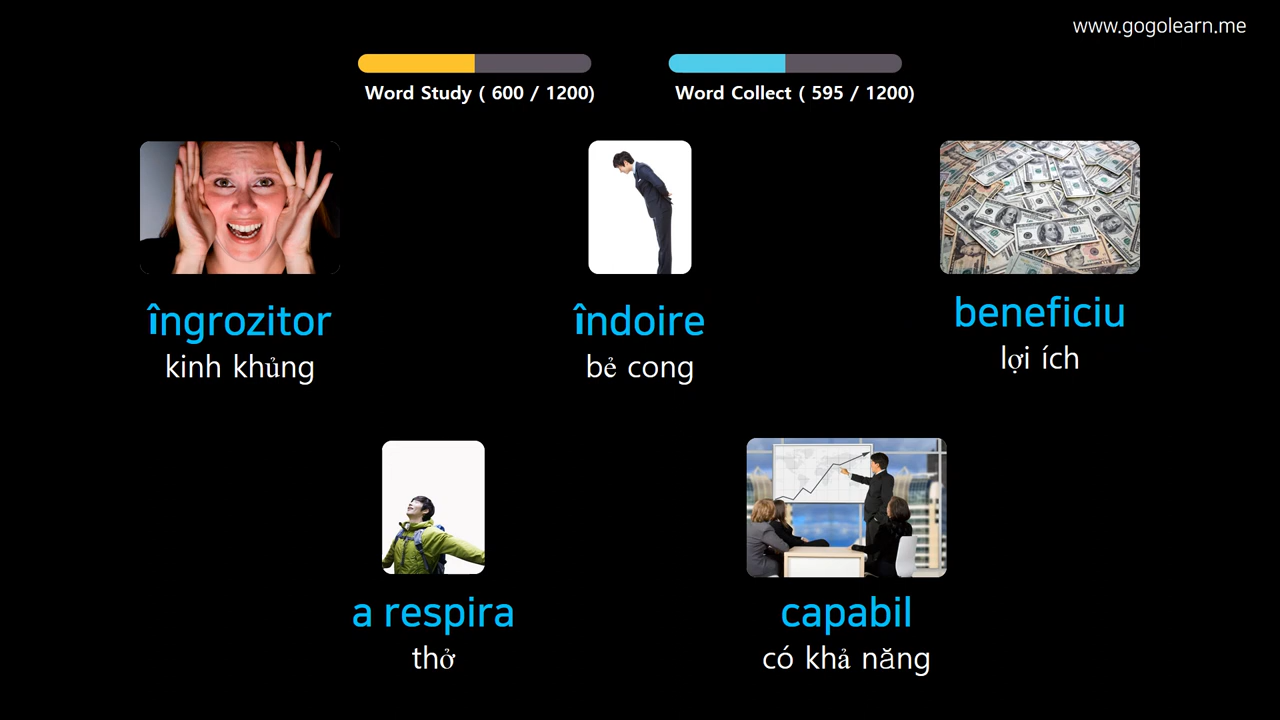 www.gogolearn.me
Word Study ( 600 / 1200)
Word Collect ( 595 / 1200)
îngrozitor
kinh khủng
îndoire
bẻ cong
beneficiu
lợi ích
a respira
thở
capabil
có khả năng